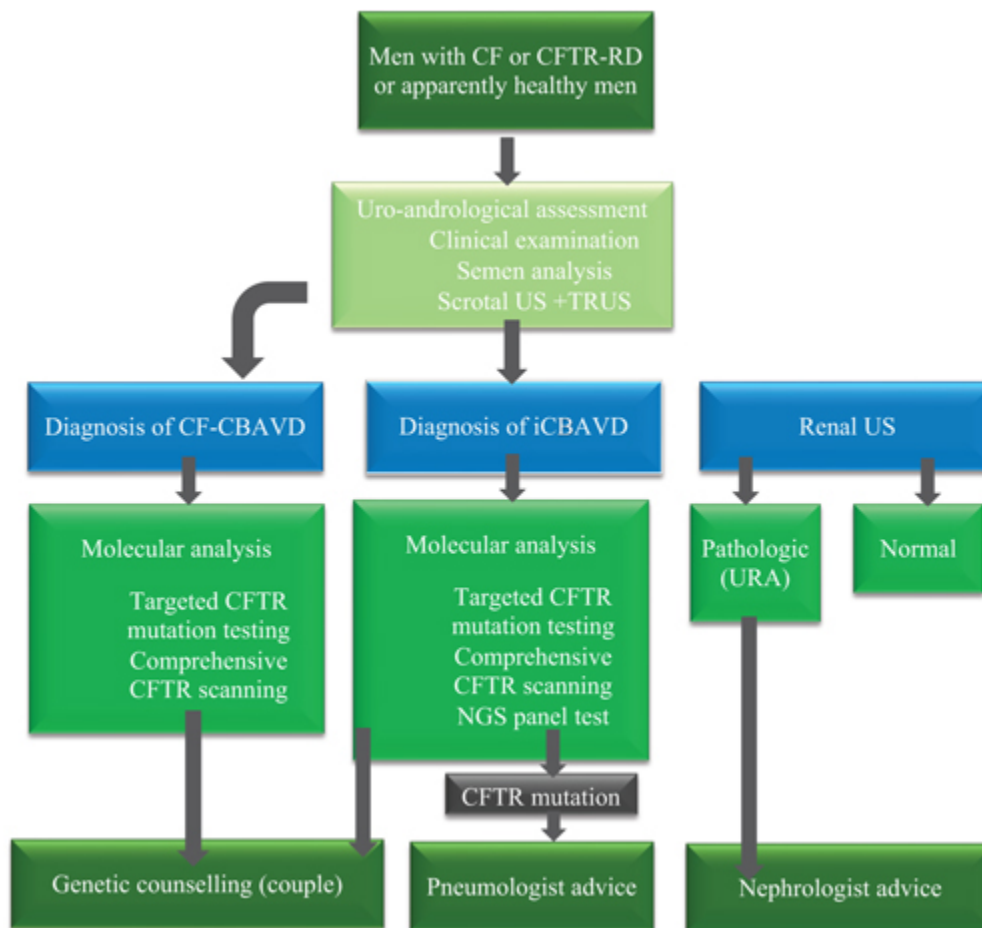 Men with CF or CFTR-RD
or apparently healthy men
Uro-andrological assessment
Clinical examination
Semen analysis
Scrotal US +TRUS
Diagnosis of CF-CBAVD
Diagnosis of iCBAVD
Renal US
Molecular analysis
Targeted CFTR
mutation testing
Comprehensive
CFTR scanning
Molecular analysis
Targeted CFTR
mutation testing
Comprehensive
CFTR scanning
NGS panel test
Pathologic
(URA)
Normal
CFTR mutation
Genetic counselling (couple)
Pneumologist advice
Nephrologist advice